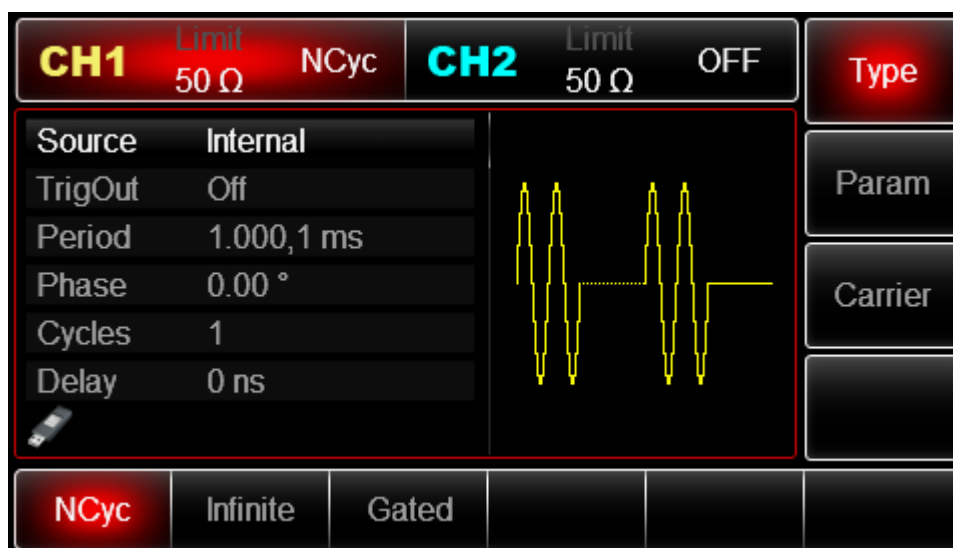 CH1 Limit 50 Ω NCyc CH2 Limit 50 Ω OFF
Type
Source Internal
TrigOut Off
Param
Period 1.000,1 ms
Phase 0.00 °
Carrier
Cycles 1
Delay 0 ns
NCyc Infinite Gated